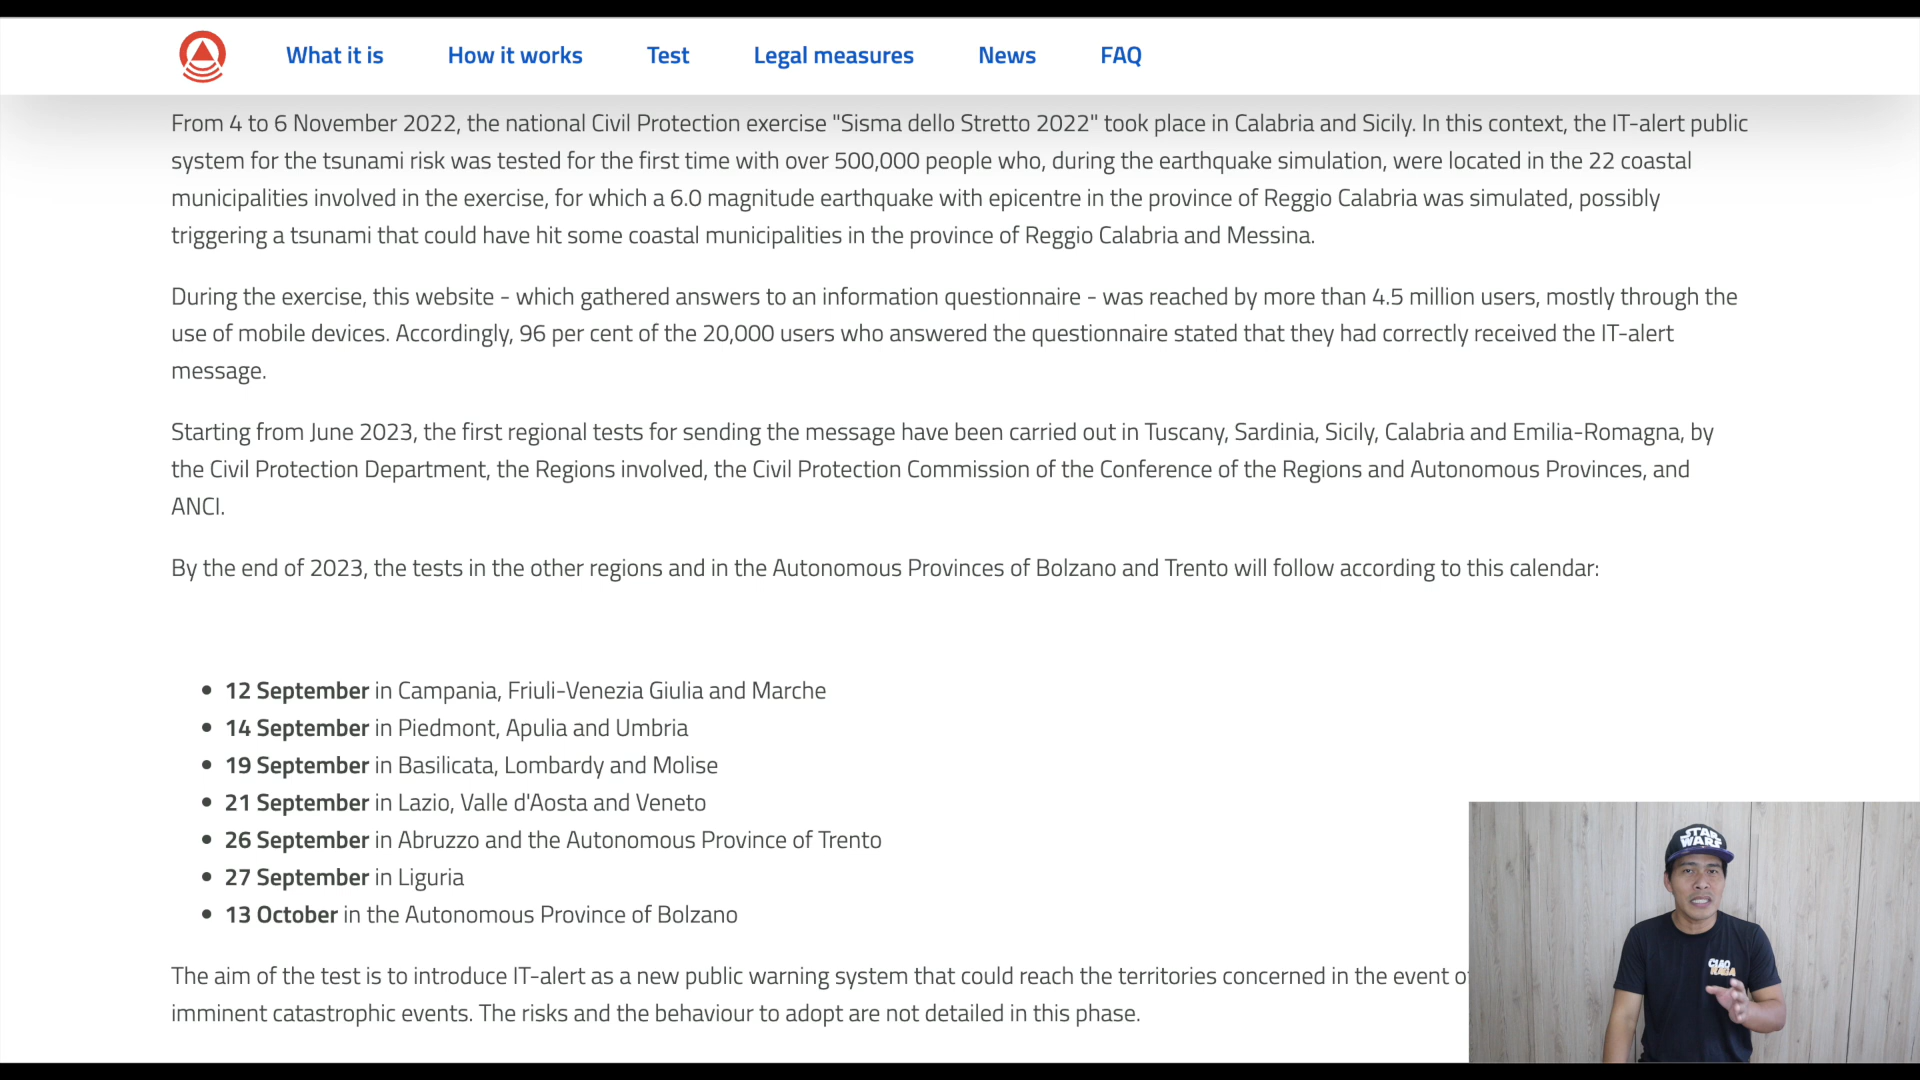 What it is How it works Test Legal measures News FAQ
From 4 to 6 November 2022, the national Civil Protection exercise "Sisma dello Stretto 2022" took place in Calabria and Sicily. In this context, the IT-alert public
system for the tsunami risk was tested for the first time with over 500,000 people who, during the earthquake simulation, were located in the 22 coastal
municipalities involved in the exercise, for which a 6.0 magnitude earthquake with epicentre in the province of Reggio Calabria was simulated, possibly
triggering a tsunami that could have hit some coastal municipalities in the province of Reggio Calabria and Messina.
During the exercise, this website - which gathered answers to an information questionnaire - was reached by more than 4.5 million users, mostly through the
use of mobile devices. Accordingly, 96 per cent of the 20,000 users who answered the questionnaire stated that they had correctly received the IT-alert
message.
Starting from June 2023, the first regional tests for sending the message have been carried out in Tuscany, Sardinia, Sicily, Calabria and Emilia-Romagna, by
the Civil Protection Department, the Regions involved, the Civil Protection Commission of the Conference of the Regions and Autonomous Provinces, and
ANCI.
By the end of 2023, the tests in the other regions and in the Autonomous Provinces of Bolzano and Trento will follow according to this calendar:
• 12 September in Campania, Friuli-Venezia Giulia and Marche
• 14 September in Piedmont, Apulia and Umbria
• 19 September in Basilicata, Lombardy and Molise
• 21 September in Lazio, Valle d'Aosta and Veneto
• 26 September in Abruzzo and the Autonomous Province of Trento
• 27 September in Liguria
• 13 October in the Autonomous Province of Bolzano
The aim of the test is to introduce IT-alert as a new public warning system that could reach the territories concerned in the event
imminent catastrophic events. The risks and the behaviour to adopt are not detailed in this phase.
STAR
WARS
CIAO